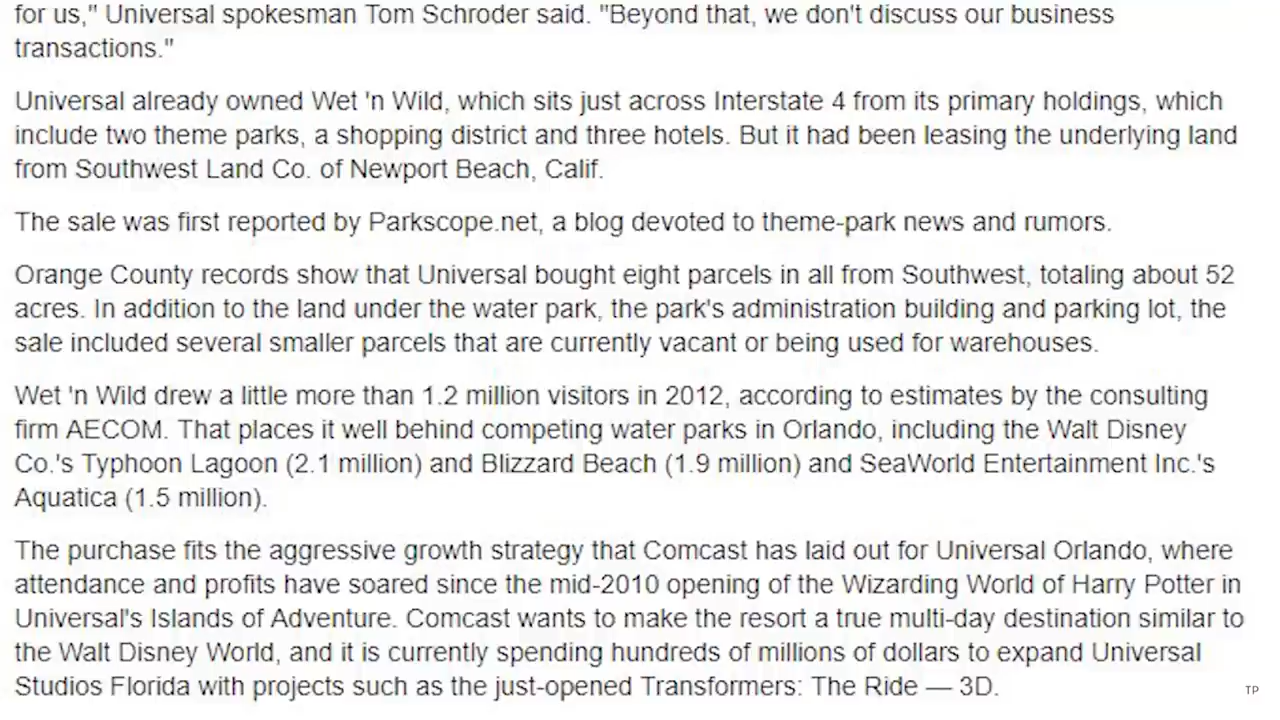 for us," Universal spokesman Tom Schroder said. "Beyond that, we don't discuss our business
transactions."
Universal already owned Wet 'n Wild, which sits just across Interstate 4 from its primary holdings, which
include two theme parks, a shopping district and three hotels. But it had been leasing the underlying land
from Southwest Land Co. of Newport Beach, Calif.
The sale was first reported by Parkscope.net, a blog devoted to theme-park news and rumors.
Orange County records show that Universal bought eight parcels in all from Southwest, totaling about 52
acres. In addition to the land under the water park, the park's administration building and parking lot, the
sale included several smaller parcels that are currently vacant or being used for warehouses.
Wet 'n Wild drew a little more than 1.2 million visitors in 2012, according to estimates by the consulting
firm AECOM. That places it well behind competing water parks in Orlando, including the Walt Disney
Co.'s Typhoon Lagoon (2.1 million) and Blizzard Beach (1.9 million) and SeaWorld Entertainment Inc.'s
Aquatica (1.5 million).
The purchase fits the aggressive growth strategy that Comcast has laid out for Universal Orlando, where
attendance and profits have soared since the mid-2010 opening of the Wizarding World of Harry Potter in
Universal's Islands of Adventure. Comcast wants to make the resort a true multi-day destination similar to
the Walt Disney World, and it is currently spending hundreds of millions of dollars to expand Universal
Studios Florida with projects such as the just-opened Transformers: The Ride — 3D.
TP